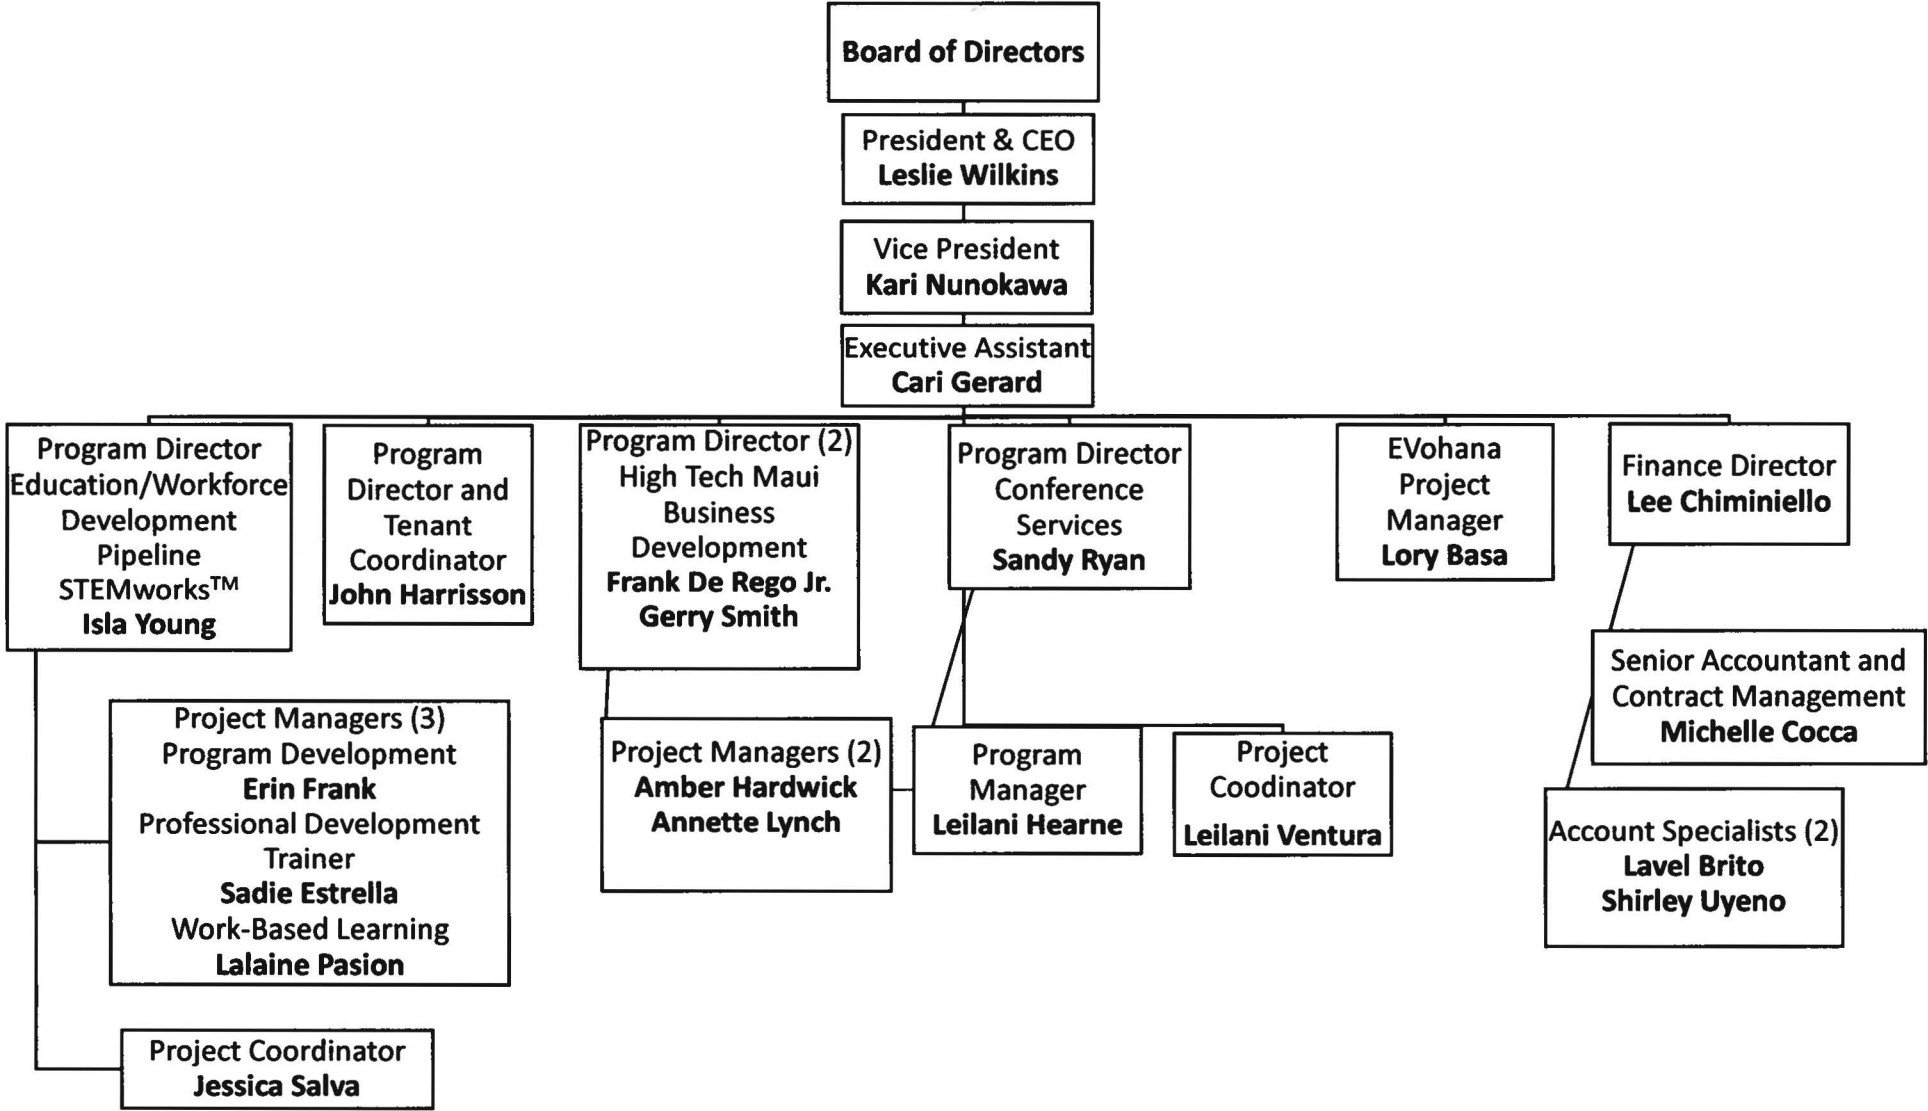 Board of Directors
President & CEO
Leslie Wilkins
Vice President
Kari Nunokawa
Executive Assistant
Cari Gerard
Program Director
Education/Workforce
Development
Pipeline
STEMworks™
Isla Young
Program
Director and
Tenant
Coordinator
John Harrisson
Program Director (2)
High Tech Maui
Business
Development
Frank De Rego Jr.
Gerry Smith
Program Director
Conference
Services
Sandy Ryan
EVohana
Project
Manager
Lory Basa
Finance Director
Lee Chiminiello
Project Managers (3)
Program Development
Erin Frank
Professional Development
Trainer
Sadie Estrella
Work-Based Learning
Lalaine Pasion
Project Managers (2)
Amber Hardwick
Annette Lynch
Program
Manager
Leilani Hearne
Project
Coodinator
Leilani Ventura
Senior Accountant and
Contract Management
Michelle Cocca
Account Specialists (2)
Lavel Brito
Shirley Uyeno
Project Coordinator
Jessica Salva